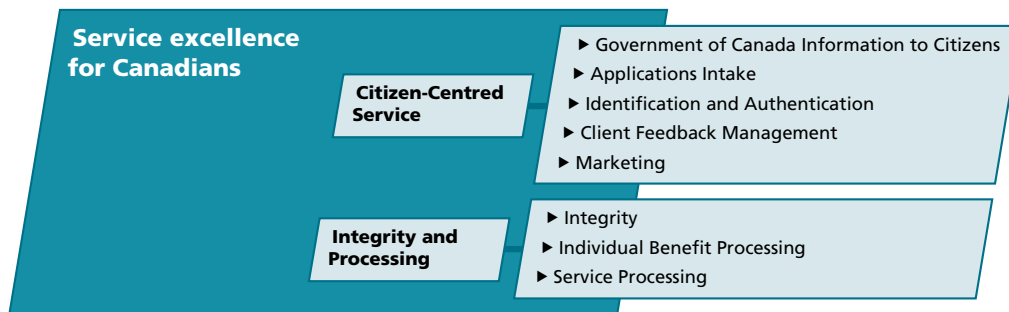 Service excellence
for Canadians
Citizen-Centred
Service
▶ Government of Canada Information to Citizens
▶ Applications Intake
▶ Identification and Authentication
▶ Client Feedback Management
▶ Marketing
Integrity and
Processing
▶ Integrity
▶ Individual Benefit Processing
▶ Service Processing